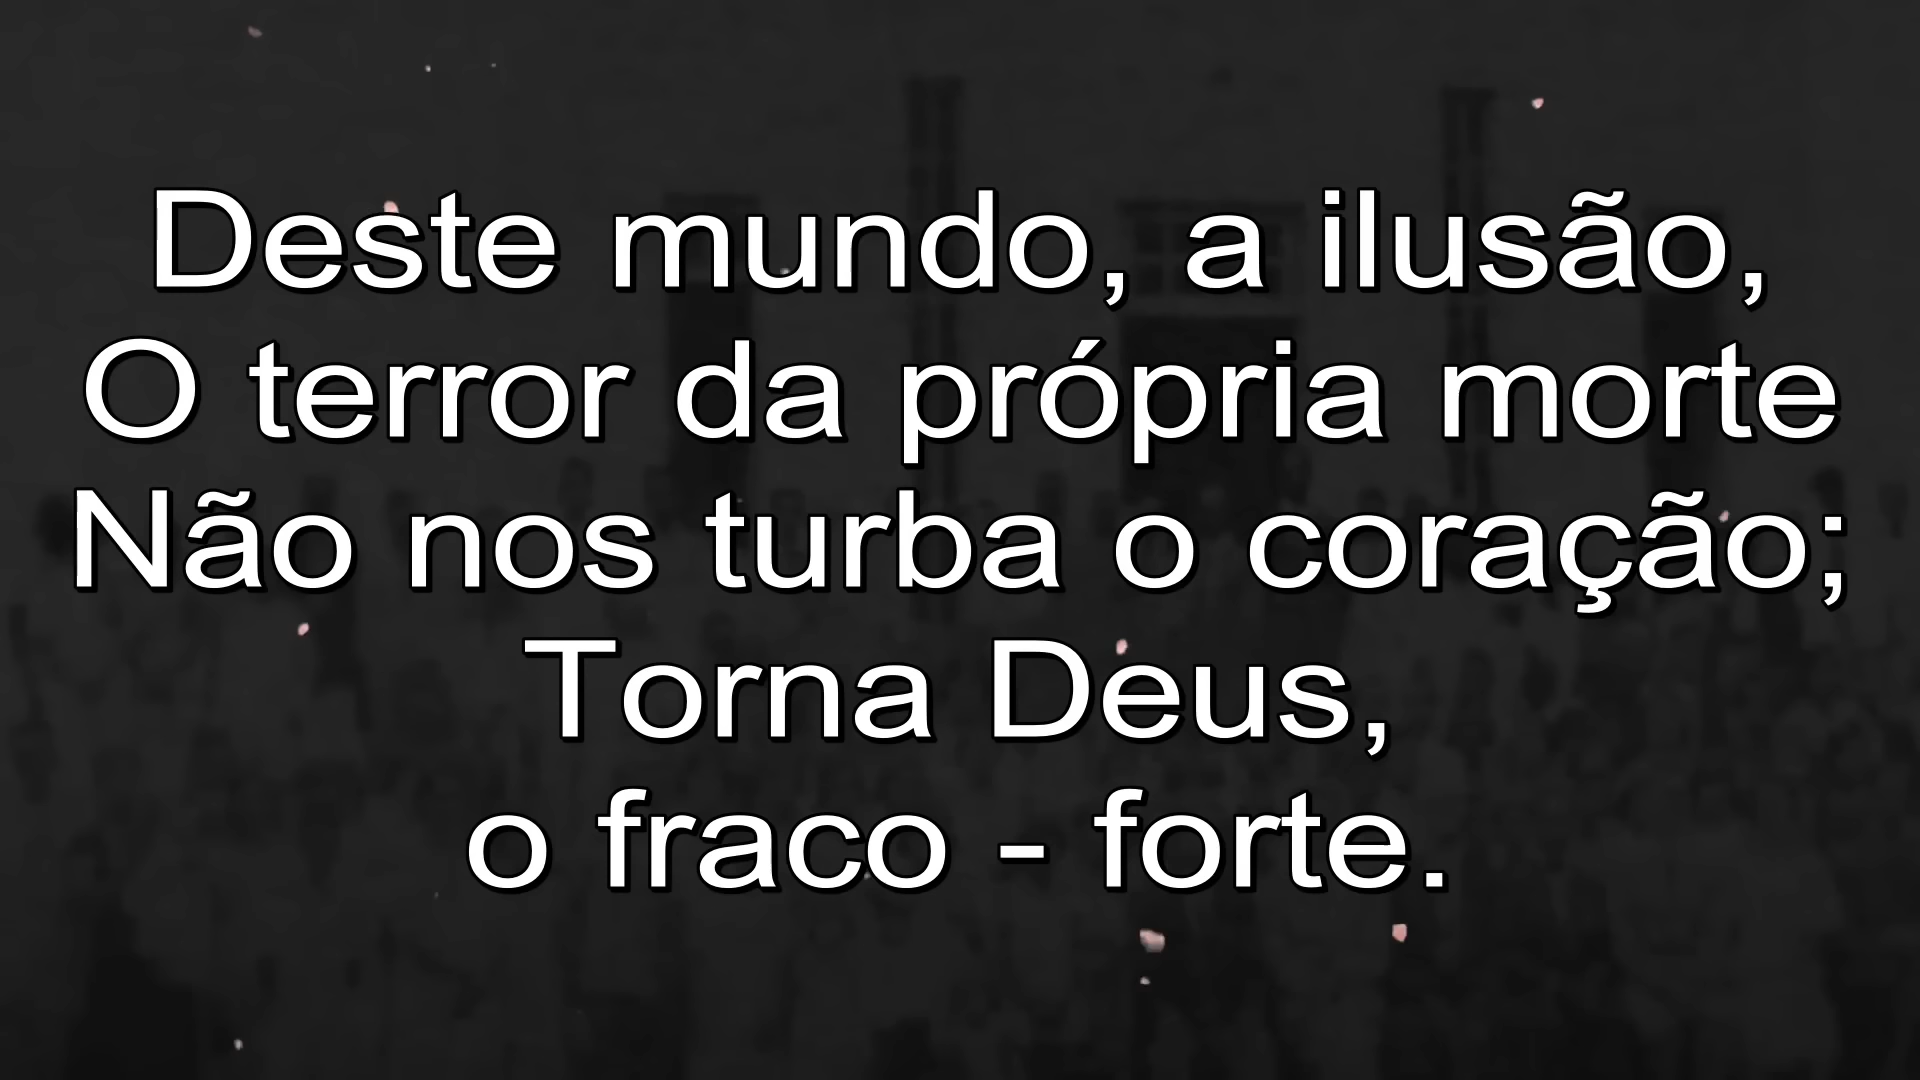 Deste mundo, a ilusão,
O terror da própria morte
Não nos turba o coração;
Torna Deus,
o fraco - forte.